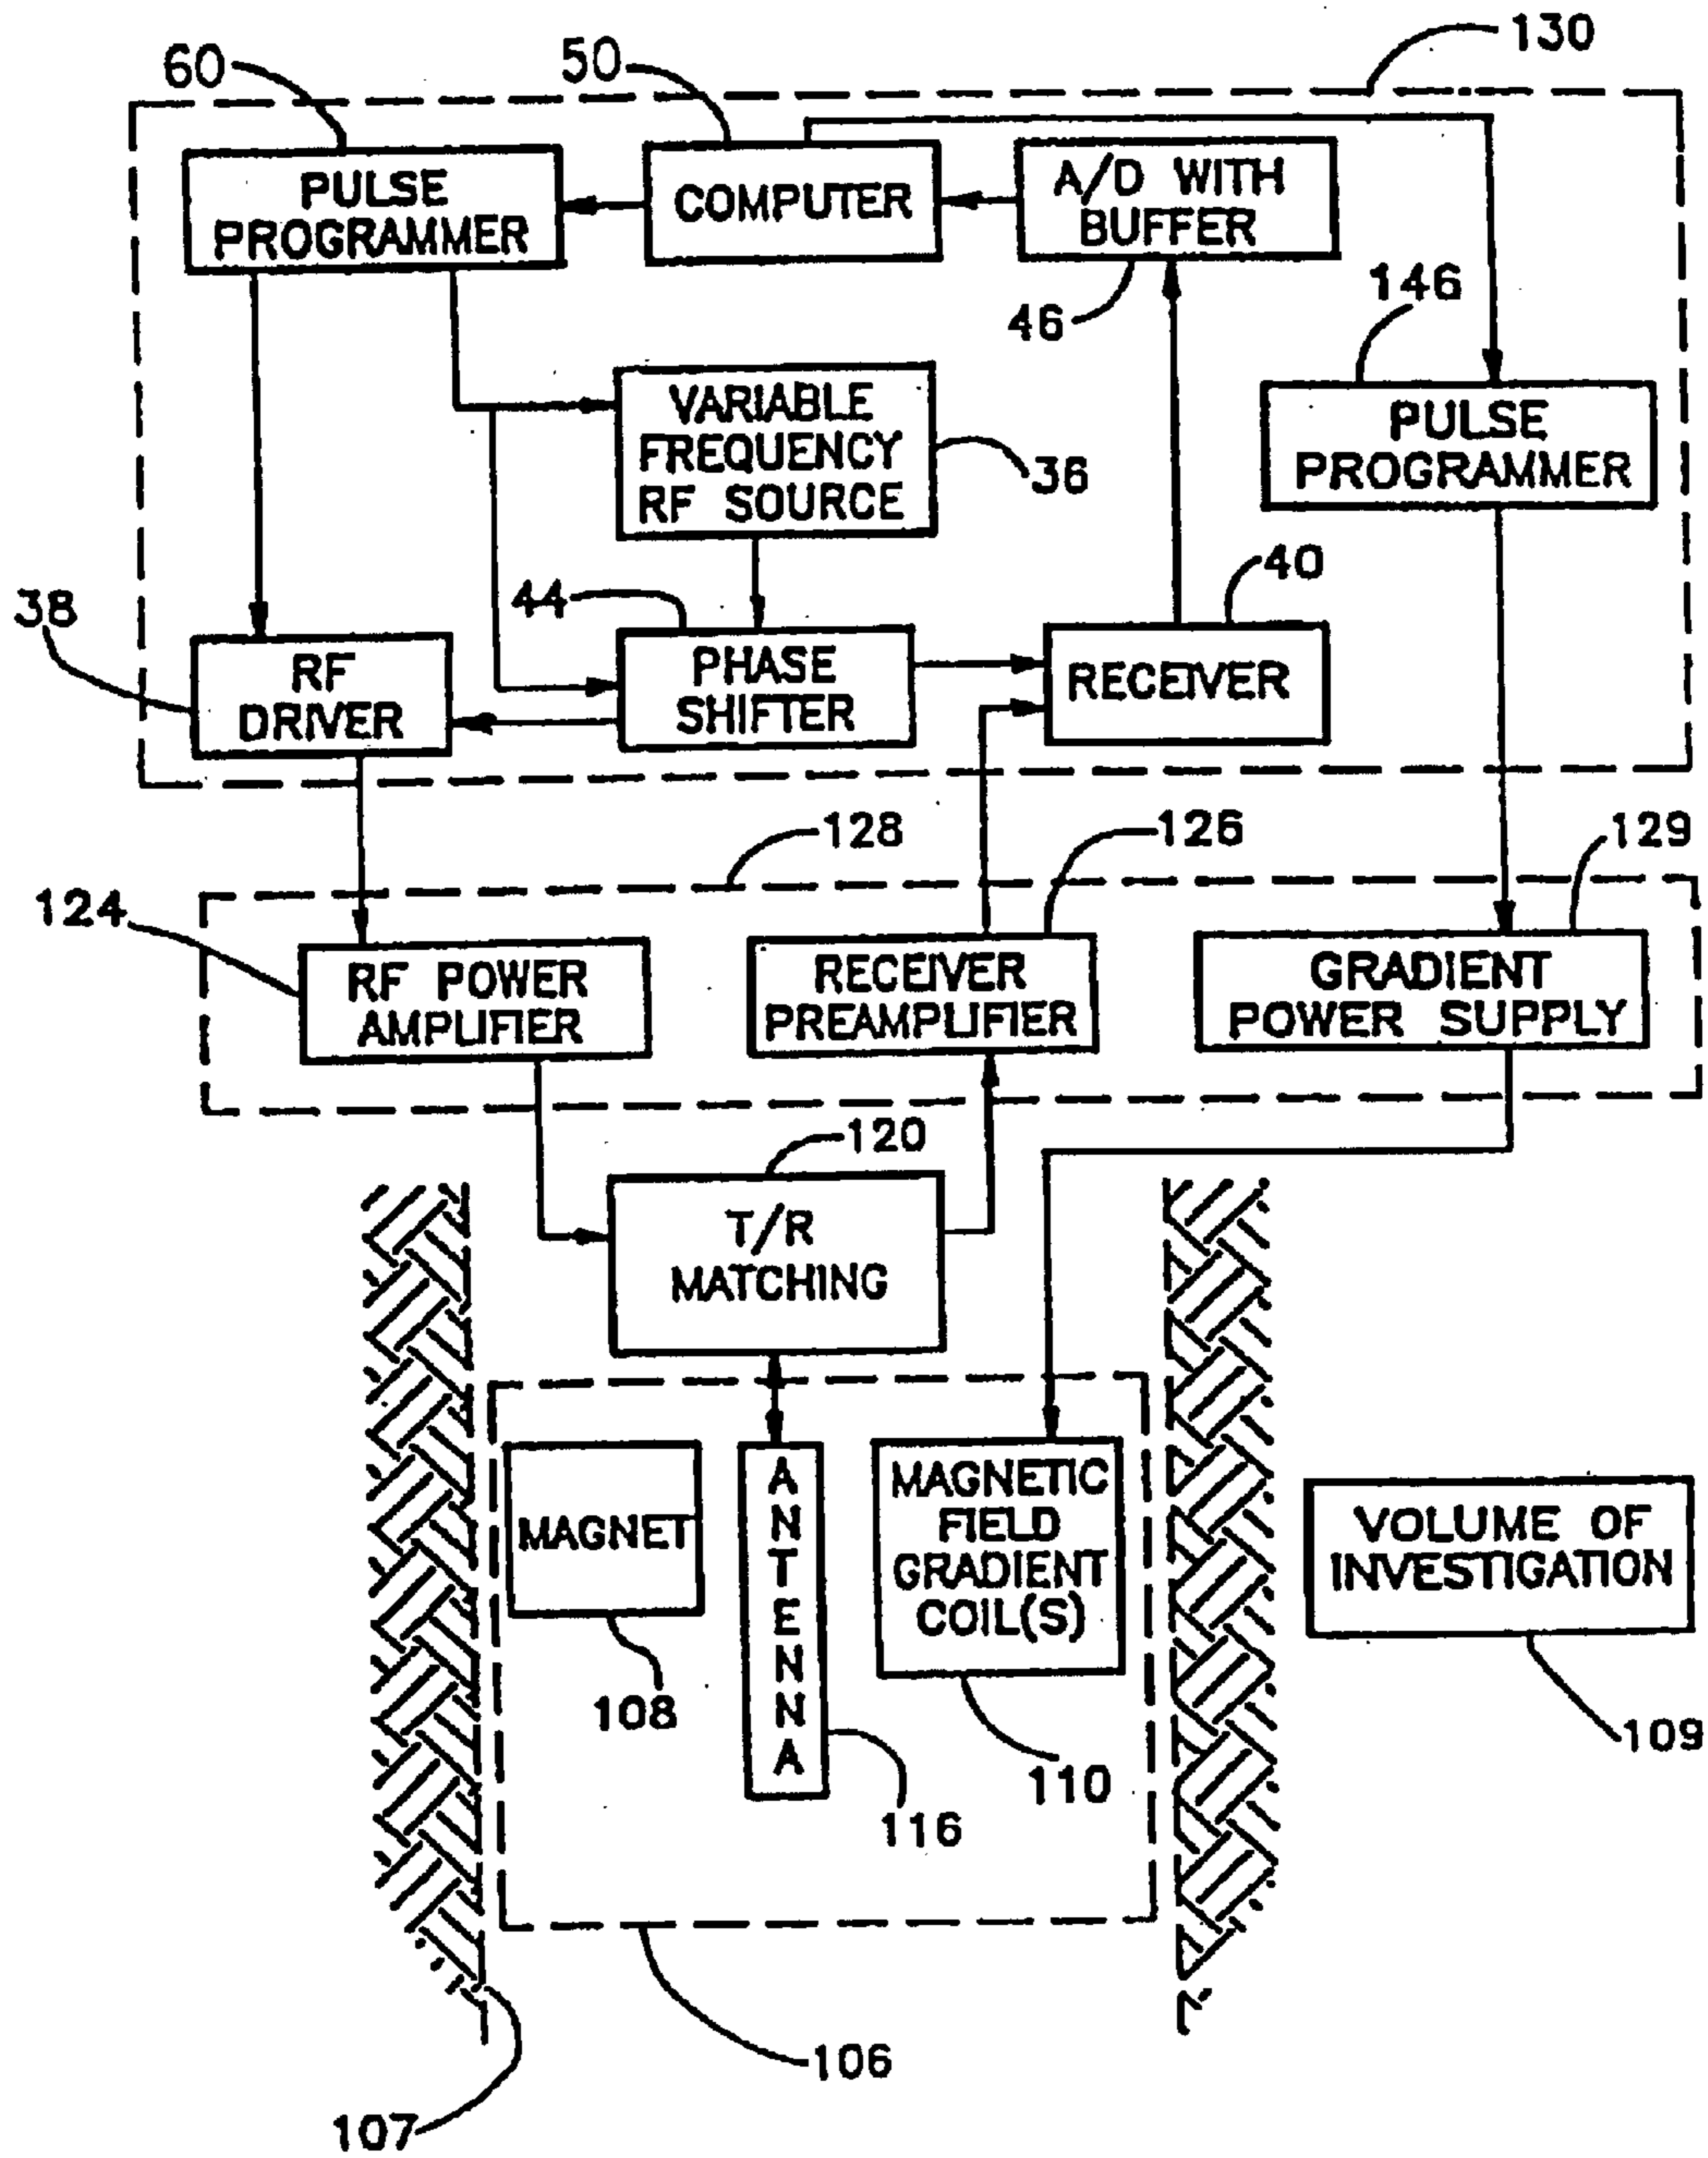 130
60
50
PULSE
PROGRAMMER
COMPUTER
A/D WITH
BUFFER
46
146
VARIABLE
FREQUENCY
RF SOURCE
36
PULSE
PROGRAMMER
38
44
40
RF
DRIVER
PHASE
SHIFTER
RECEIVER
128
126
129
124
RF POWER
AMPLIFIER
RECEIVER
PREAMPLIFIER
GRADIENT
POWER SUPPLY
120
T/R
MATCHING
MAGNET
ANTENNA
MAGNETIC
FIELD
GRADIENT
COIL(S)
VOLUME OF
INVESTIGATION
108
116
110
109
106
107